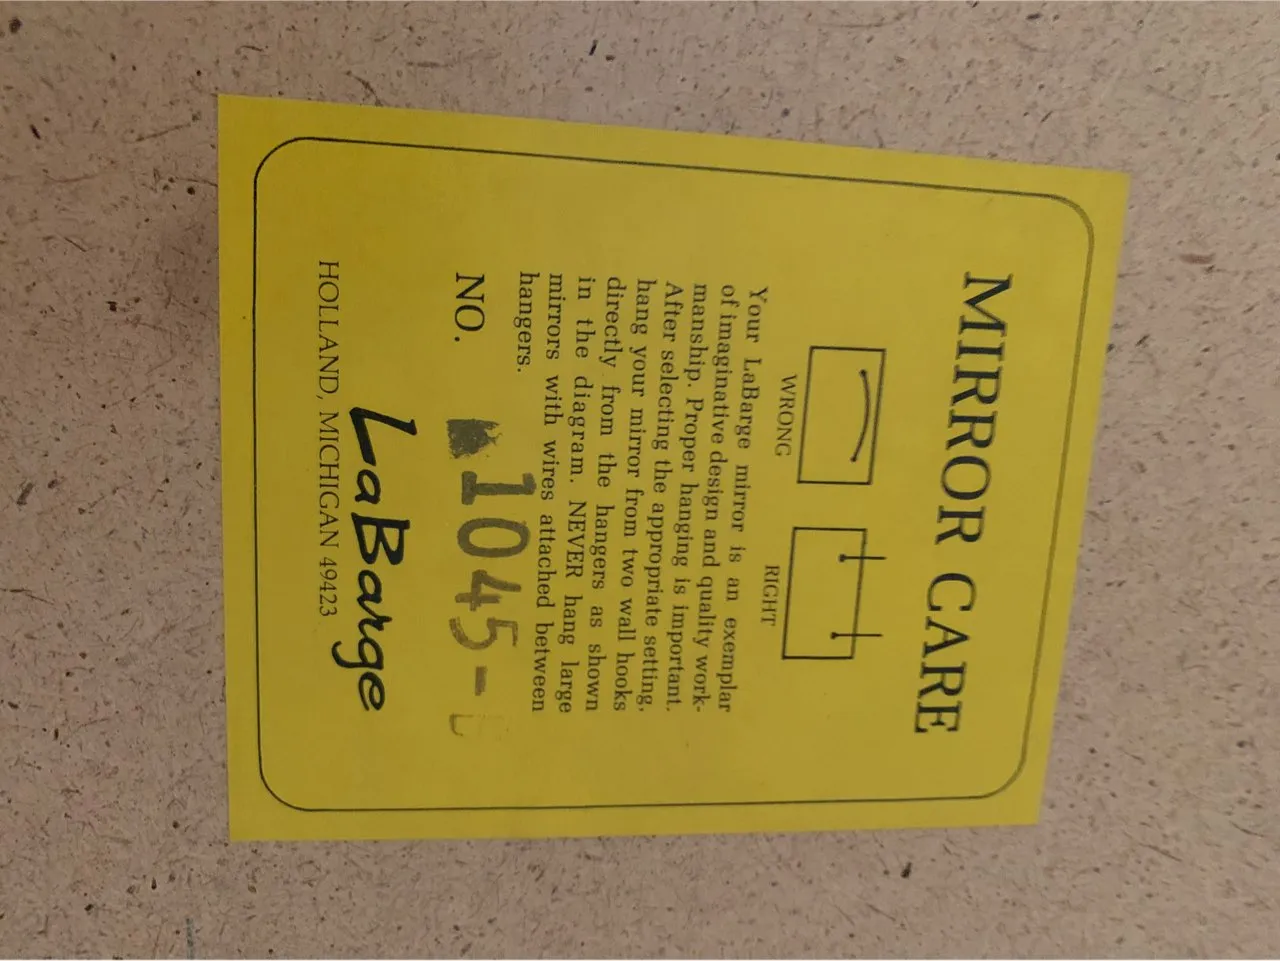 MIRROR CARE
WRONG RIGHT
Your LaBarge mirror is an exemplar
of imaginative design and quality work-
manship. Proper hanging is important.
After selecting the appropriate setting,
hang your mirror from two wall hooks
directly from the hangers as shown
in the diagram. NEVER hang large
mirrors with wires attached between
hangers.
NO. 1045-
LaBarge
HOLLAND, MICHIGAN 49423